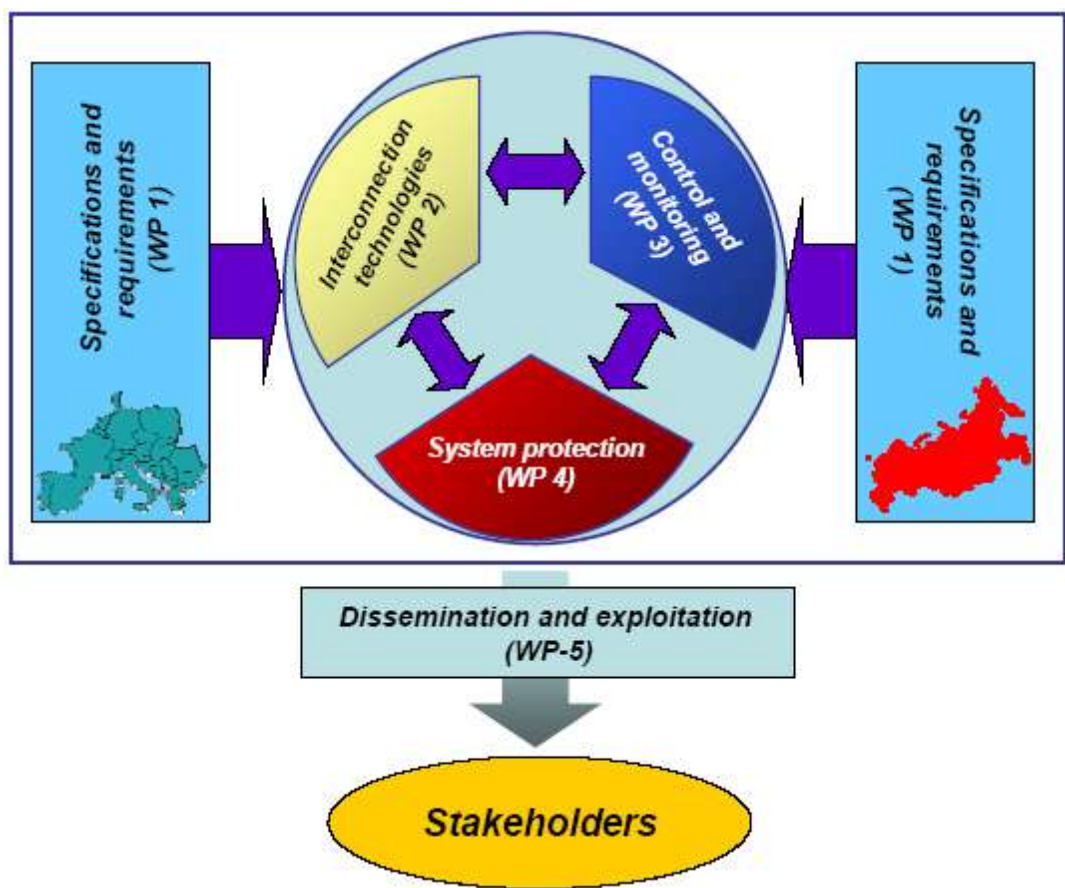 Specifications and
requirements
(WP 1)
Interconnection
technologies
(WP 2)
Control and
monitoring
(WP 3)
Specifications and
requirements
(WP 1)
System protection
(WP 4)
Dissemination and exploitation
(WP-5)
Stakeholders